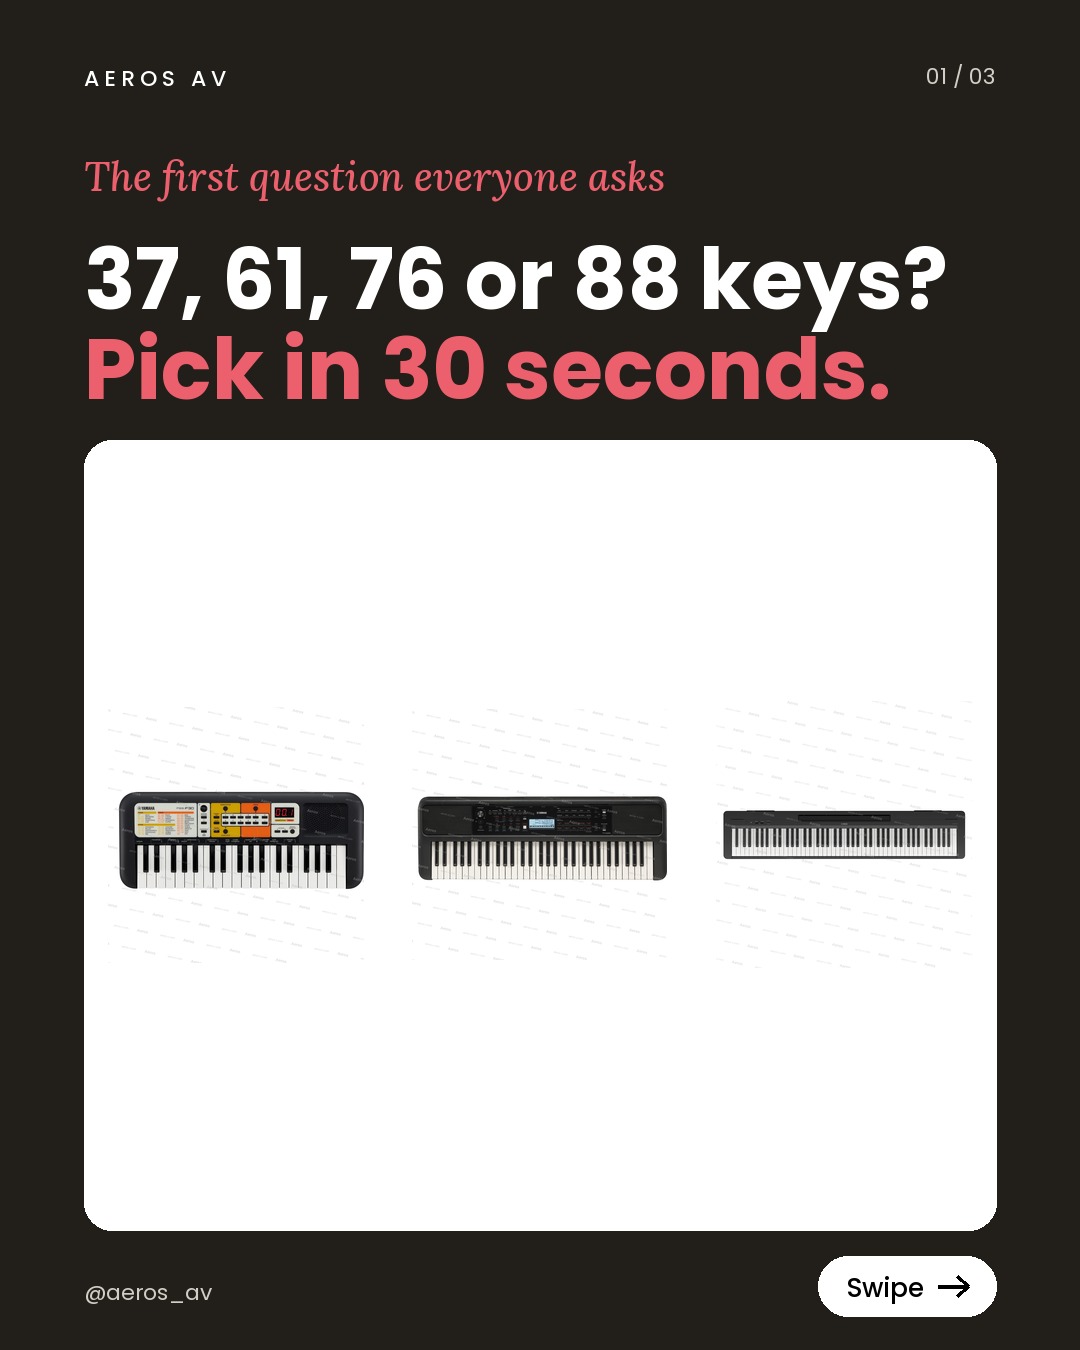 AEROS AV
01 / 03
The first question everyone asks
37, 61, 76 or 88 keys?
Pick in 30 seconds.
YAMAHA
@aeros_av
Swipe →